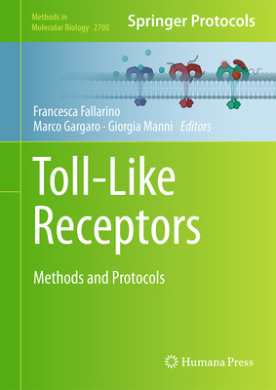 Methods in
Molecular Biology 2700
Springer Protocols
Francesca Fallarino
Marco Gargaro · Giorgia Manni Editors
Toll-Like
Receptors
Methods and Protocols
Humana Press